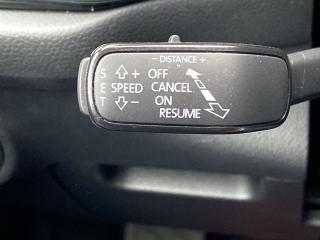 − DISTANCE +
S + OFF
E SPEED CANCEL
T − ON
RESUME